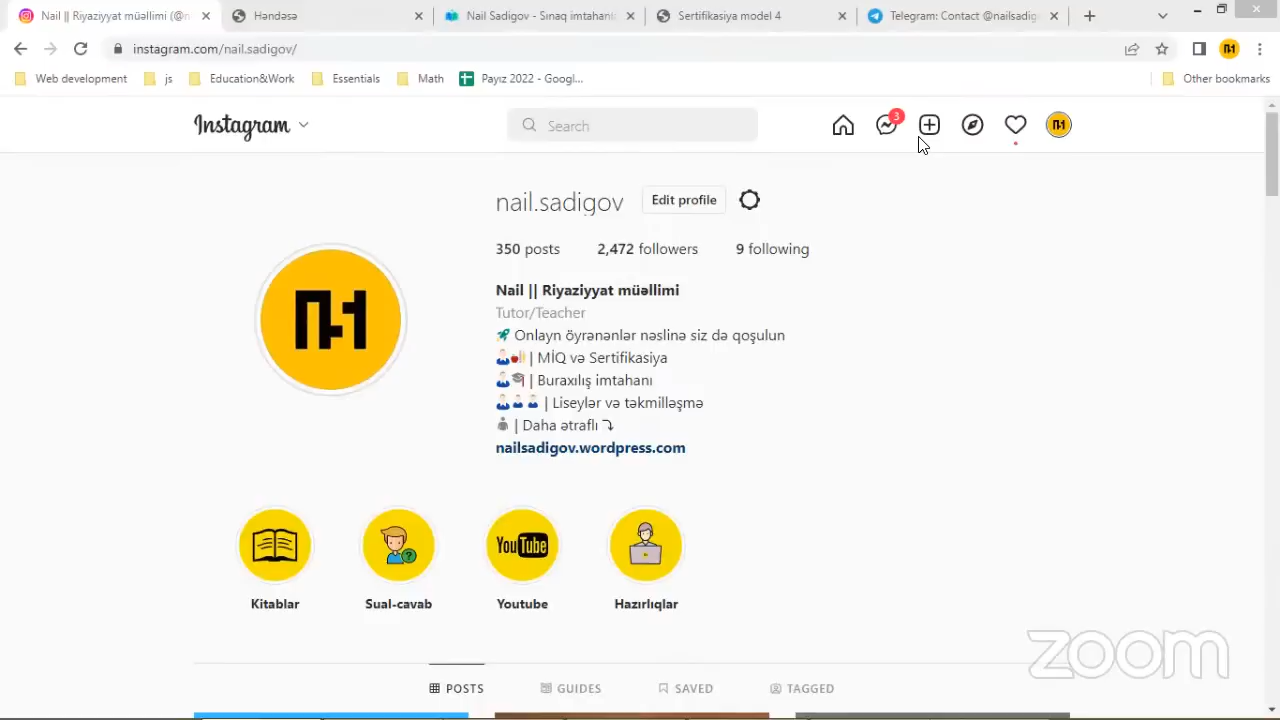 Nail || Riyaziyyat müəllimi (@n
Həndəsə
Nail Sadigov - Sınaq imtahanla
Sertifikasiya model 4
Telegram: Contact @nailsadigo
instagram.com/nail.sadigov/
Web development
js
Education&Work
Essentials
Math
Payız 2022 - Googl...
Other bookmarks
Instagram
Search
3
nail.sadigov
Edit profile
350 posts
2,472 followers
9 following
Nail || Riyaziyyat müəllimi
Tutor/Teacher
🚀 Onlayn öyrənənlər nəslinə siz də qoşulun
| MİQ və Sertifikasiya
| Buraxılış imtahanı
| Liseylər və təkmilləşmə
| Daha ətraflı ⤵
nailsadigov.wordpress.com
YouTube
Kitablar
Sual-cavab
Youtube
Hazırlıqlar
zoom
POSTS
GUIDES
SAVED
TAGGED